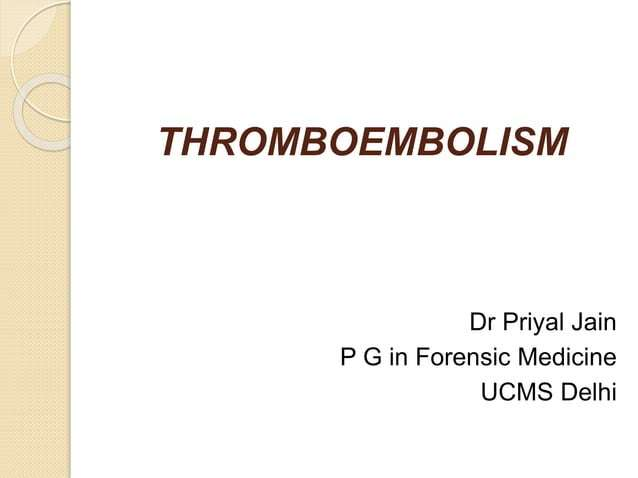 THROMBOEMBOLISM
Dr Priyal Jain
P G in Forensic Medicine
UCMS Delhi